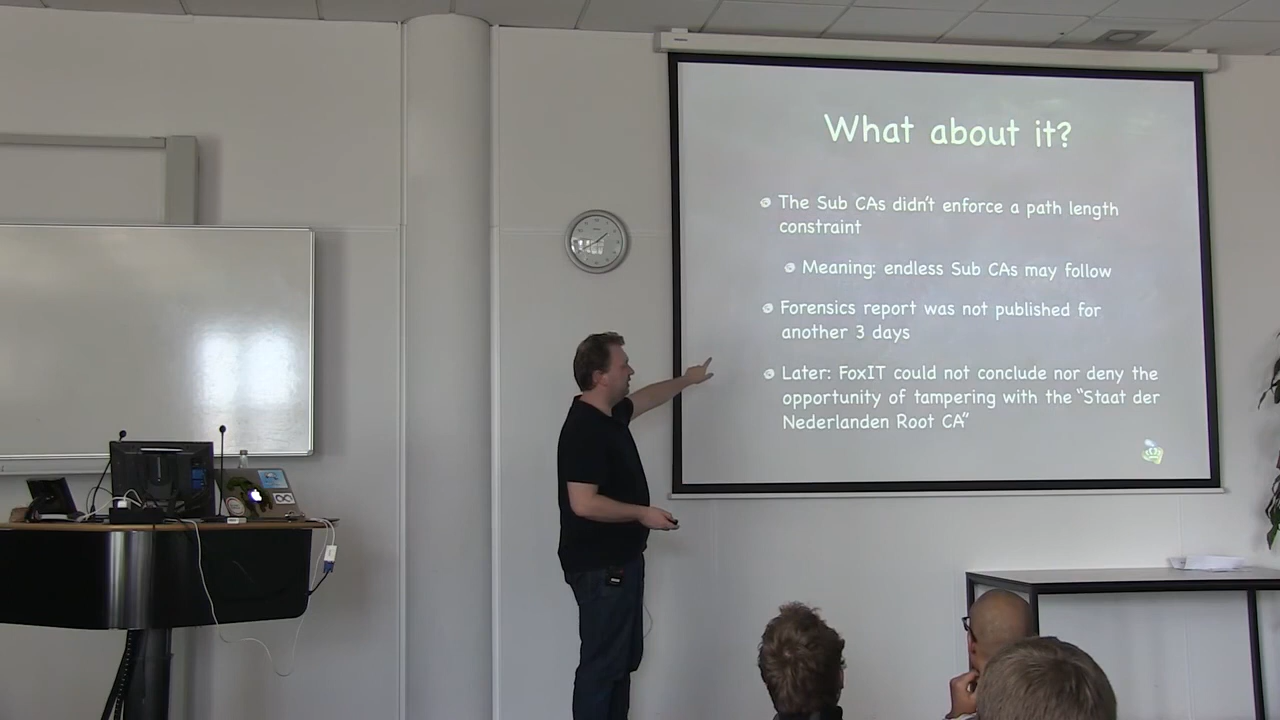 What about it?
The Sub CAs didn't enforce a path length
constraint
Meaning: endless Sub CAs may follow
Forensics report was not published for
another 3 days
Later: FoxIT could not conclude nor deny the
opportunity of tampering with the "Staat der
Nederlanden Root CA"